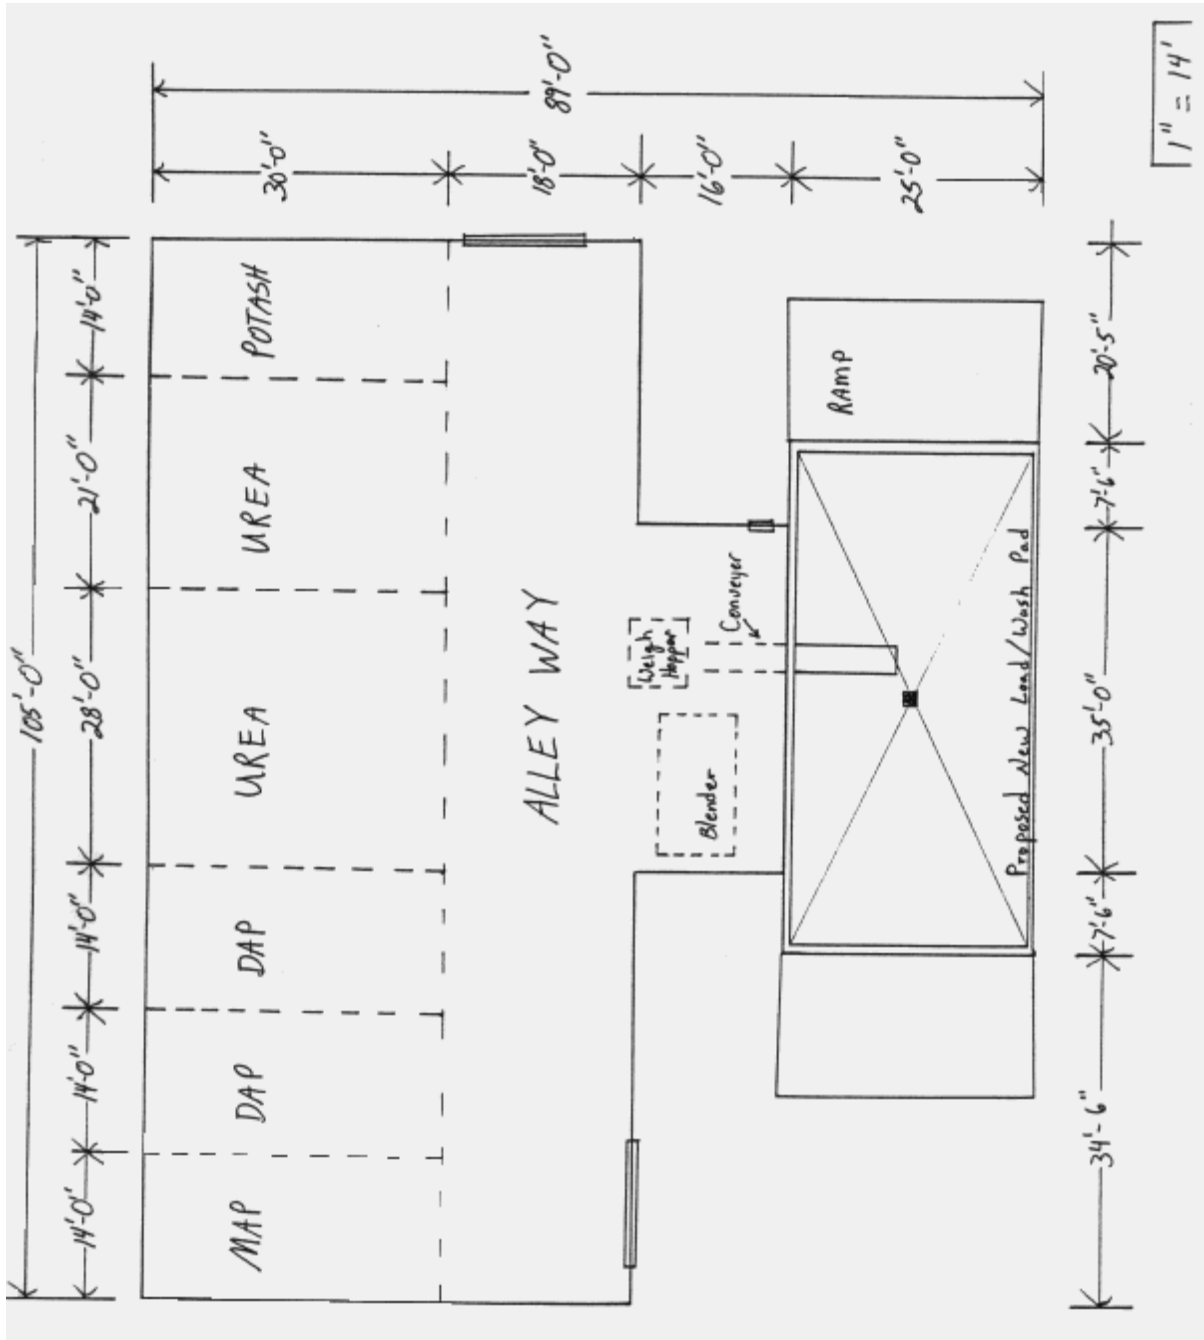 105'-0"
14'-0" 14'-0" 14'-0" 28'-0" 21'-0" 14'-0"
MAP DAP DAP UREA UREA POTASH 30'-0"
ALLEY WAY 18'-0" 89'-0"
Weigh
Hopper
Blender
Conveyer
16'-0"
RAMP
25'-0"
Proposed New Load/Wash Pad
34'-6" 7'-6" 35'-0" 7'-6" 20'-5"
1" = 14'